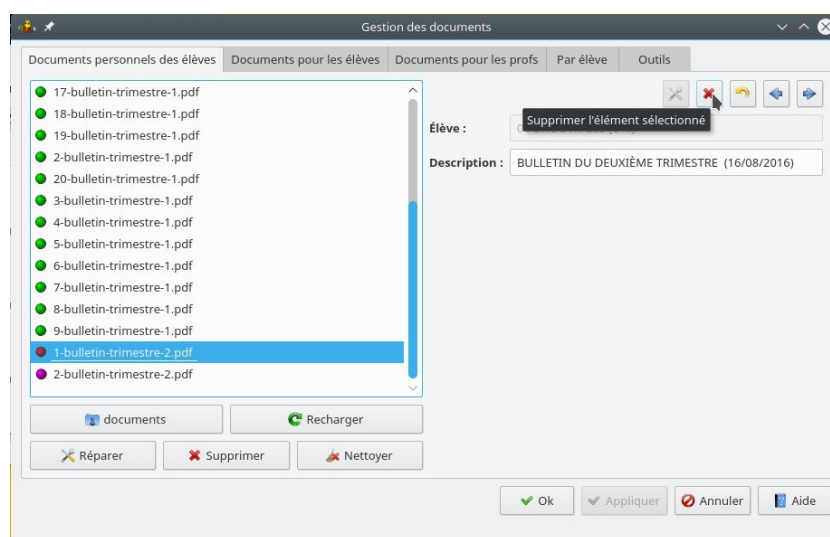 Gestion des documents
Documents personnels des élèves Documents pour les élèves Documents pour les profs Par élève Outils
17-bulletin-trimestre-1.pdf
18-bulletin-trimestre-1.pdf
19-bulletin-trimestre-1.pdf
2-bulletin-trimestre-1.pdf
20-bulletin-trimestre-1.pdf
3-bulletin-trimestre-1.pdf
4-bulletin-trimestre-1.pdf
5-bulletin-trimestre-1.pdf
6-bulletin-trimestre-1.pdf
7-bulletin-trimestre-1.pdf
8-bulletin-trimestre-1.pdf
9-bulletin-trimestre-1.pdf
1-bulletin-trimestre-2.pdf
2-bulletin-trimestre-2.pdf
documents Recharger
Réparer Supprimer Nettoyer
Supprimer l'élément sélectionné
Élève :
Description : BULLETIN DU DEUXIÈME TRIMESTRE (16/08/2016)
Ok Appliquer Annuler Aide